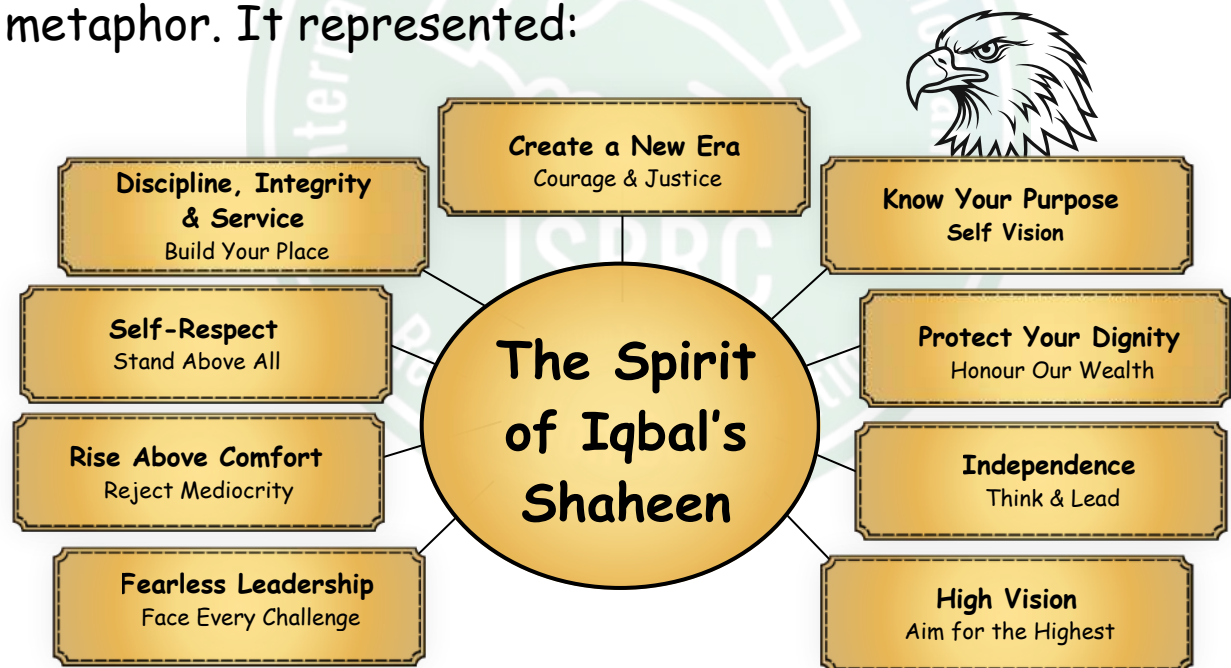 metaphor. It represented:
Create a New Era
Courage & Justice
Discipline, Integrity
& Service
Build Your Place
Know Your Purpose
Self Vision
Self-Respect
Stand Above All
Protect Your Dignity
Honour Our Wealth
The Spirit
of Iqbal's
Shaheen
Rise Above Comfort
Reject Mediocrity
Independence
Think & Lead
Fearless Leadership
Face Every Challenge
High Vision
Aim for the Highest